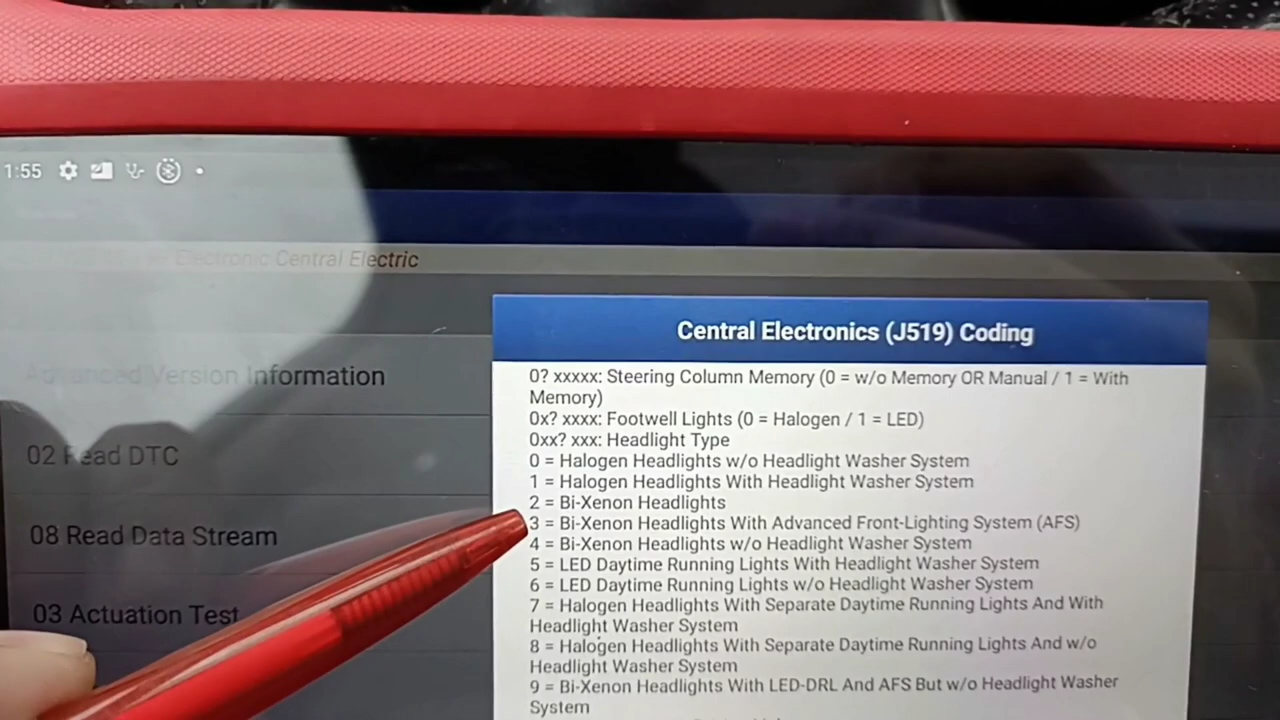 1:55
Electronic Central Electric
Advanced Version Information
02 Read DTC
08 Read Data Stream
03 Actuation Test
Central Electronics (J519) Coding
0? xxxxx: Steering Column Memory (0 = w/o Memory OR Manual / 1 = With
Memory)
0x? xxxx: Footwell Lights (0 = Halogen / 1 = LED)
0xx? xxx: Headlight Type
0 = Halogen Headlights w/o Headlight Washer System
1 = Halogen Headlights With Headlight Washer System
2 = Bi-Xenon Headlights
3 = Bi-Xenon Headlights With Advanced Front-Lighting System (AFS)
4 = Bi-Xenon Headlights w/o Headlight Washer System
5 = LED Daytime Running Lights With Headlight Washer System
6 = LED Daytime Running Lights w/o Headlight Washer System
7 = Halogen Headlights With Separate Daytime Running Lights And With
Headlight Washer System
8 = Halogen Headlights With Separate Daytime Running Lights And w/o
Headlight Washer System
9 = Bi-Xenon Headlights With LED-DRL And AFS But w/o Headlight Washer
System